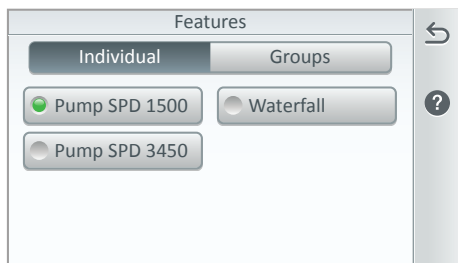 Features
Individual Groups
Pump SPD 1500 Waterfall
Pump SPD 3450
?